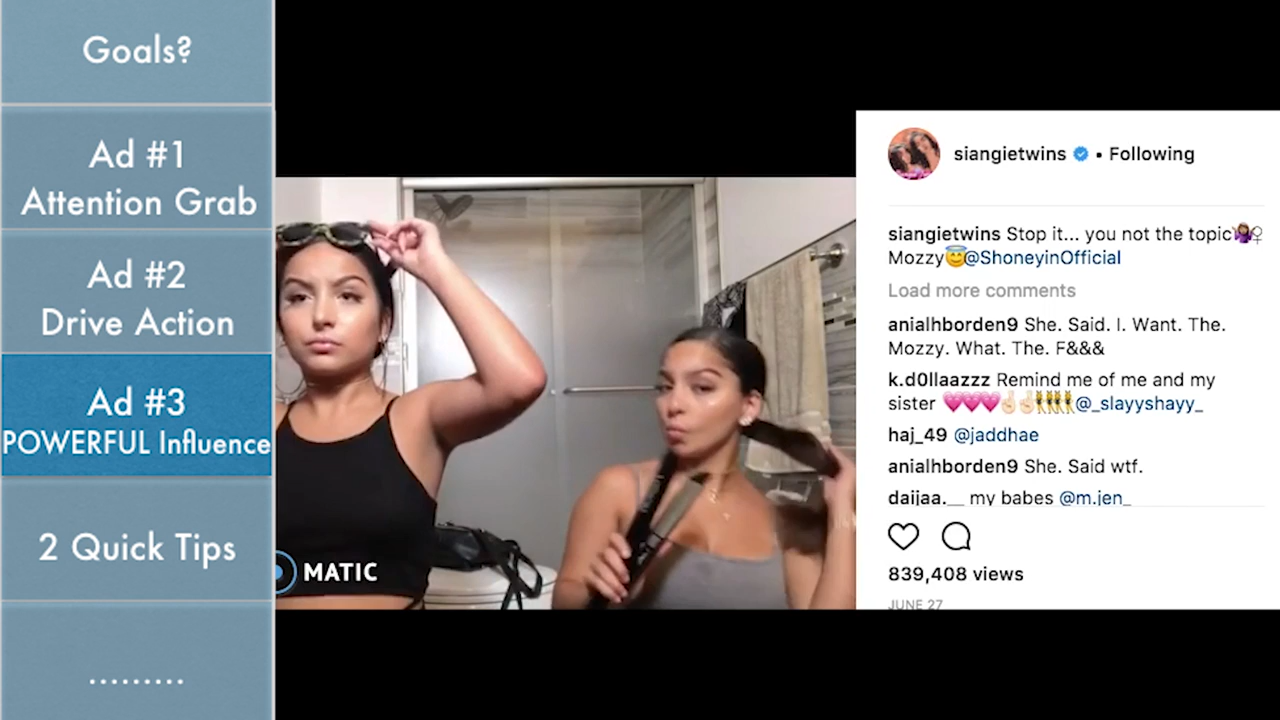 Goals?
Ad #1
Attention Grab
Ad #2
Drive Action
Ad #3
POWERFUL Influence
2 Quick Tips
.........
MATIC
siangietwins • Following
siangietwins Stop it... you not the topic🤷🏾‍♀
Mozzy😇@ShoneyinOfficial
Load more comments
anialhborden9 She. Said. I. Want. The.
Mozzy. What. The. F&&&
k.d0llaazzz Remind me of me and my
sister 💗💗💗✌🏻✌🏻👯👯👯@_slayyshayy_
haj_49 @jaddhae
anialhborden9 She. Said wtf.
daijaa.__ my babes @m.jen_
839,408 views
JUNE 27